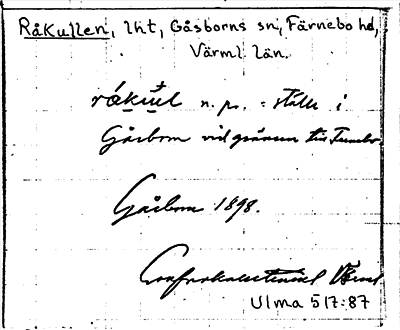 Råkullen, lht, Gåsborns sn, Färnebo hd,
Värml. län.
råkul n. pr. = ställe i
Gåsborn vid gränsen till
Gåsborn 1898.
Ulma 517:87